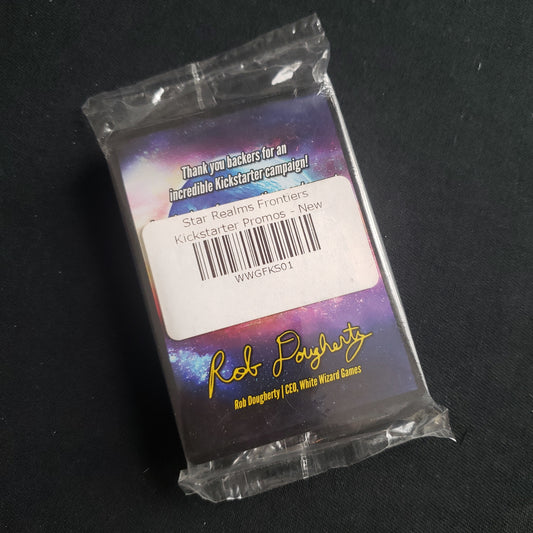 Thank you backers for an
incredible Kickstarter campaign!
Star Realms Frontiers
Kickstarter Promos - New
WWGFKS01
Rob Dougherty
Rob Dougherty | CEO, White Wizard Games